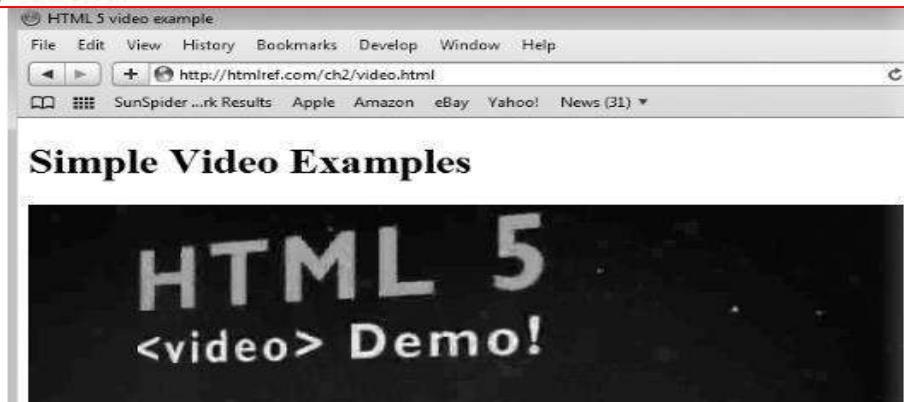 HTML 5 video example
File Edit View History Bookmarks Develop Window Help
http://htmlref.com/ch2/video.html
SunSpider ...rk Results Apple Amazon eBay Yahoo! News (31)
Simple Video Examples
HTML 5
<video> Demo!